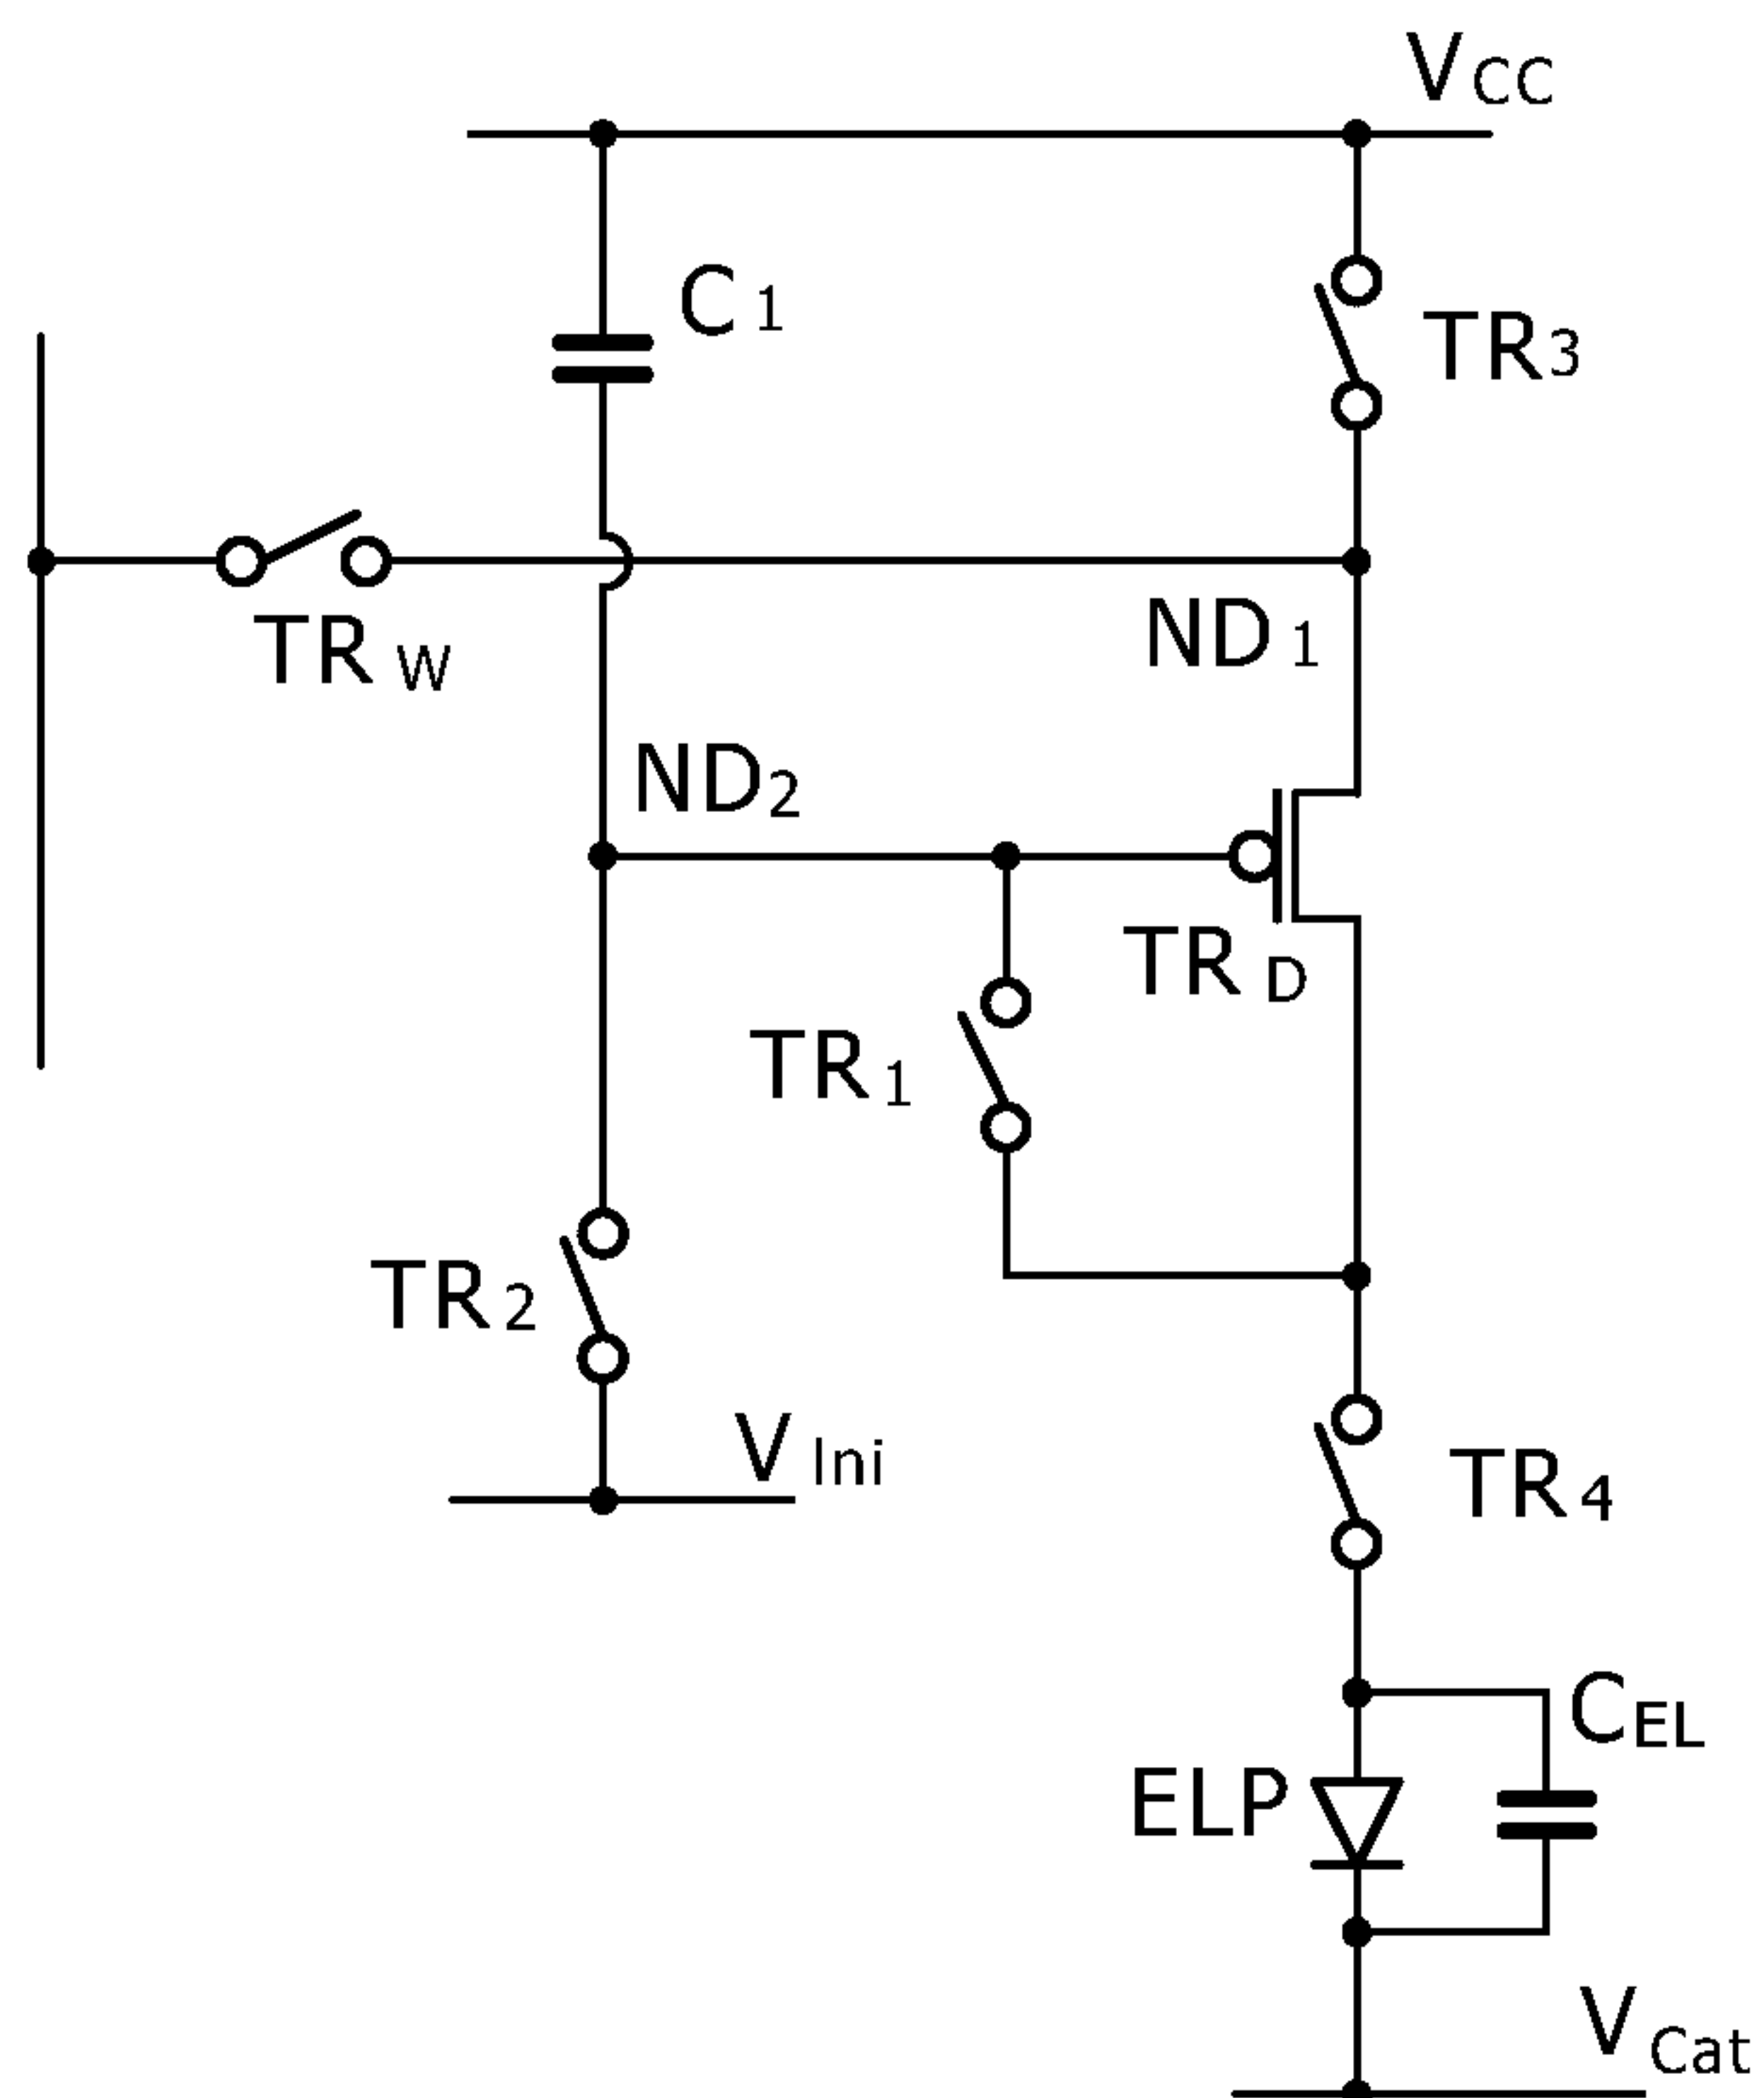 VCC
C1
TR3
TRW
ND1
ND2
TRD
TR1
TR2
VIni
TR4
CEL
ELP
VCat